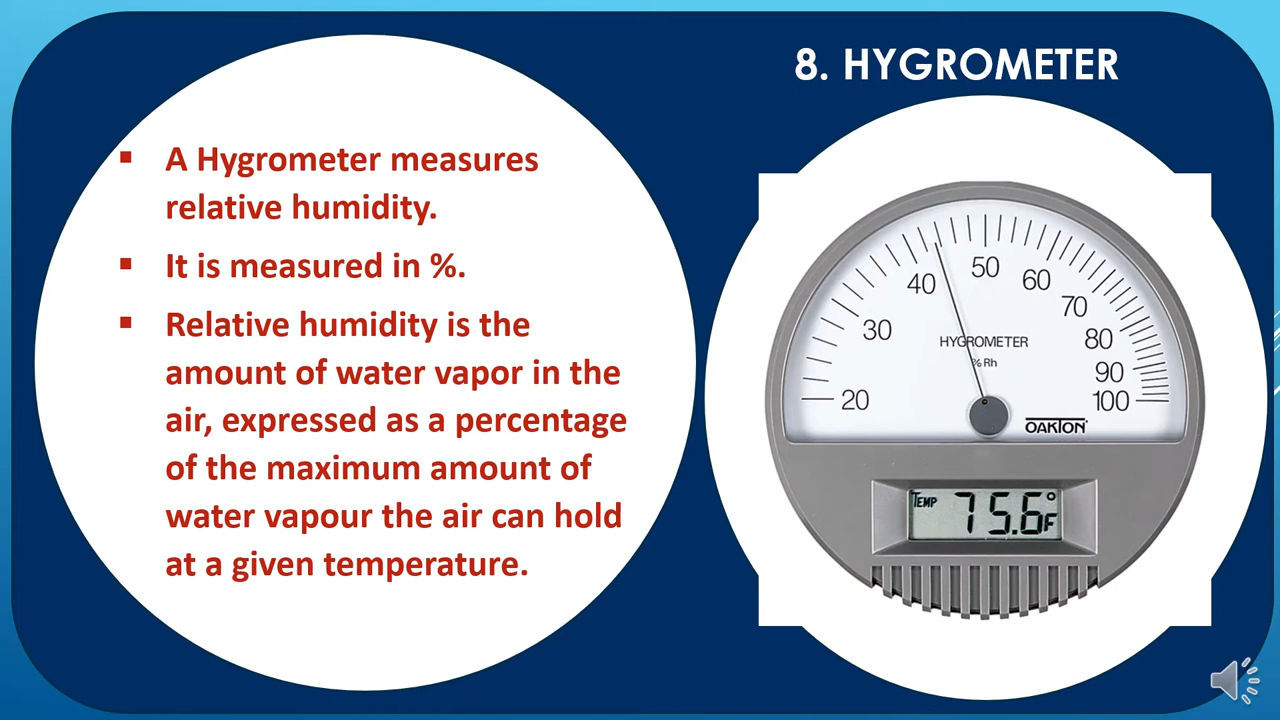 8. HYGROMETER
▪ A Hygrometer measures
relative humidity.
▪ It is measured in %.
▪ Relative humidity is the
amount of water vapor in the
air, expressed as a percentage
of the maximum amount of
water vapour the air can hold
at a given temperature.
20
30
40
50
60
70
80
90
100
HYGROMETER
% Rh
OAKTON
TEMP 75.6°F